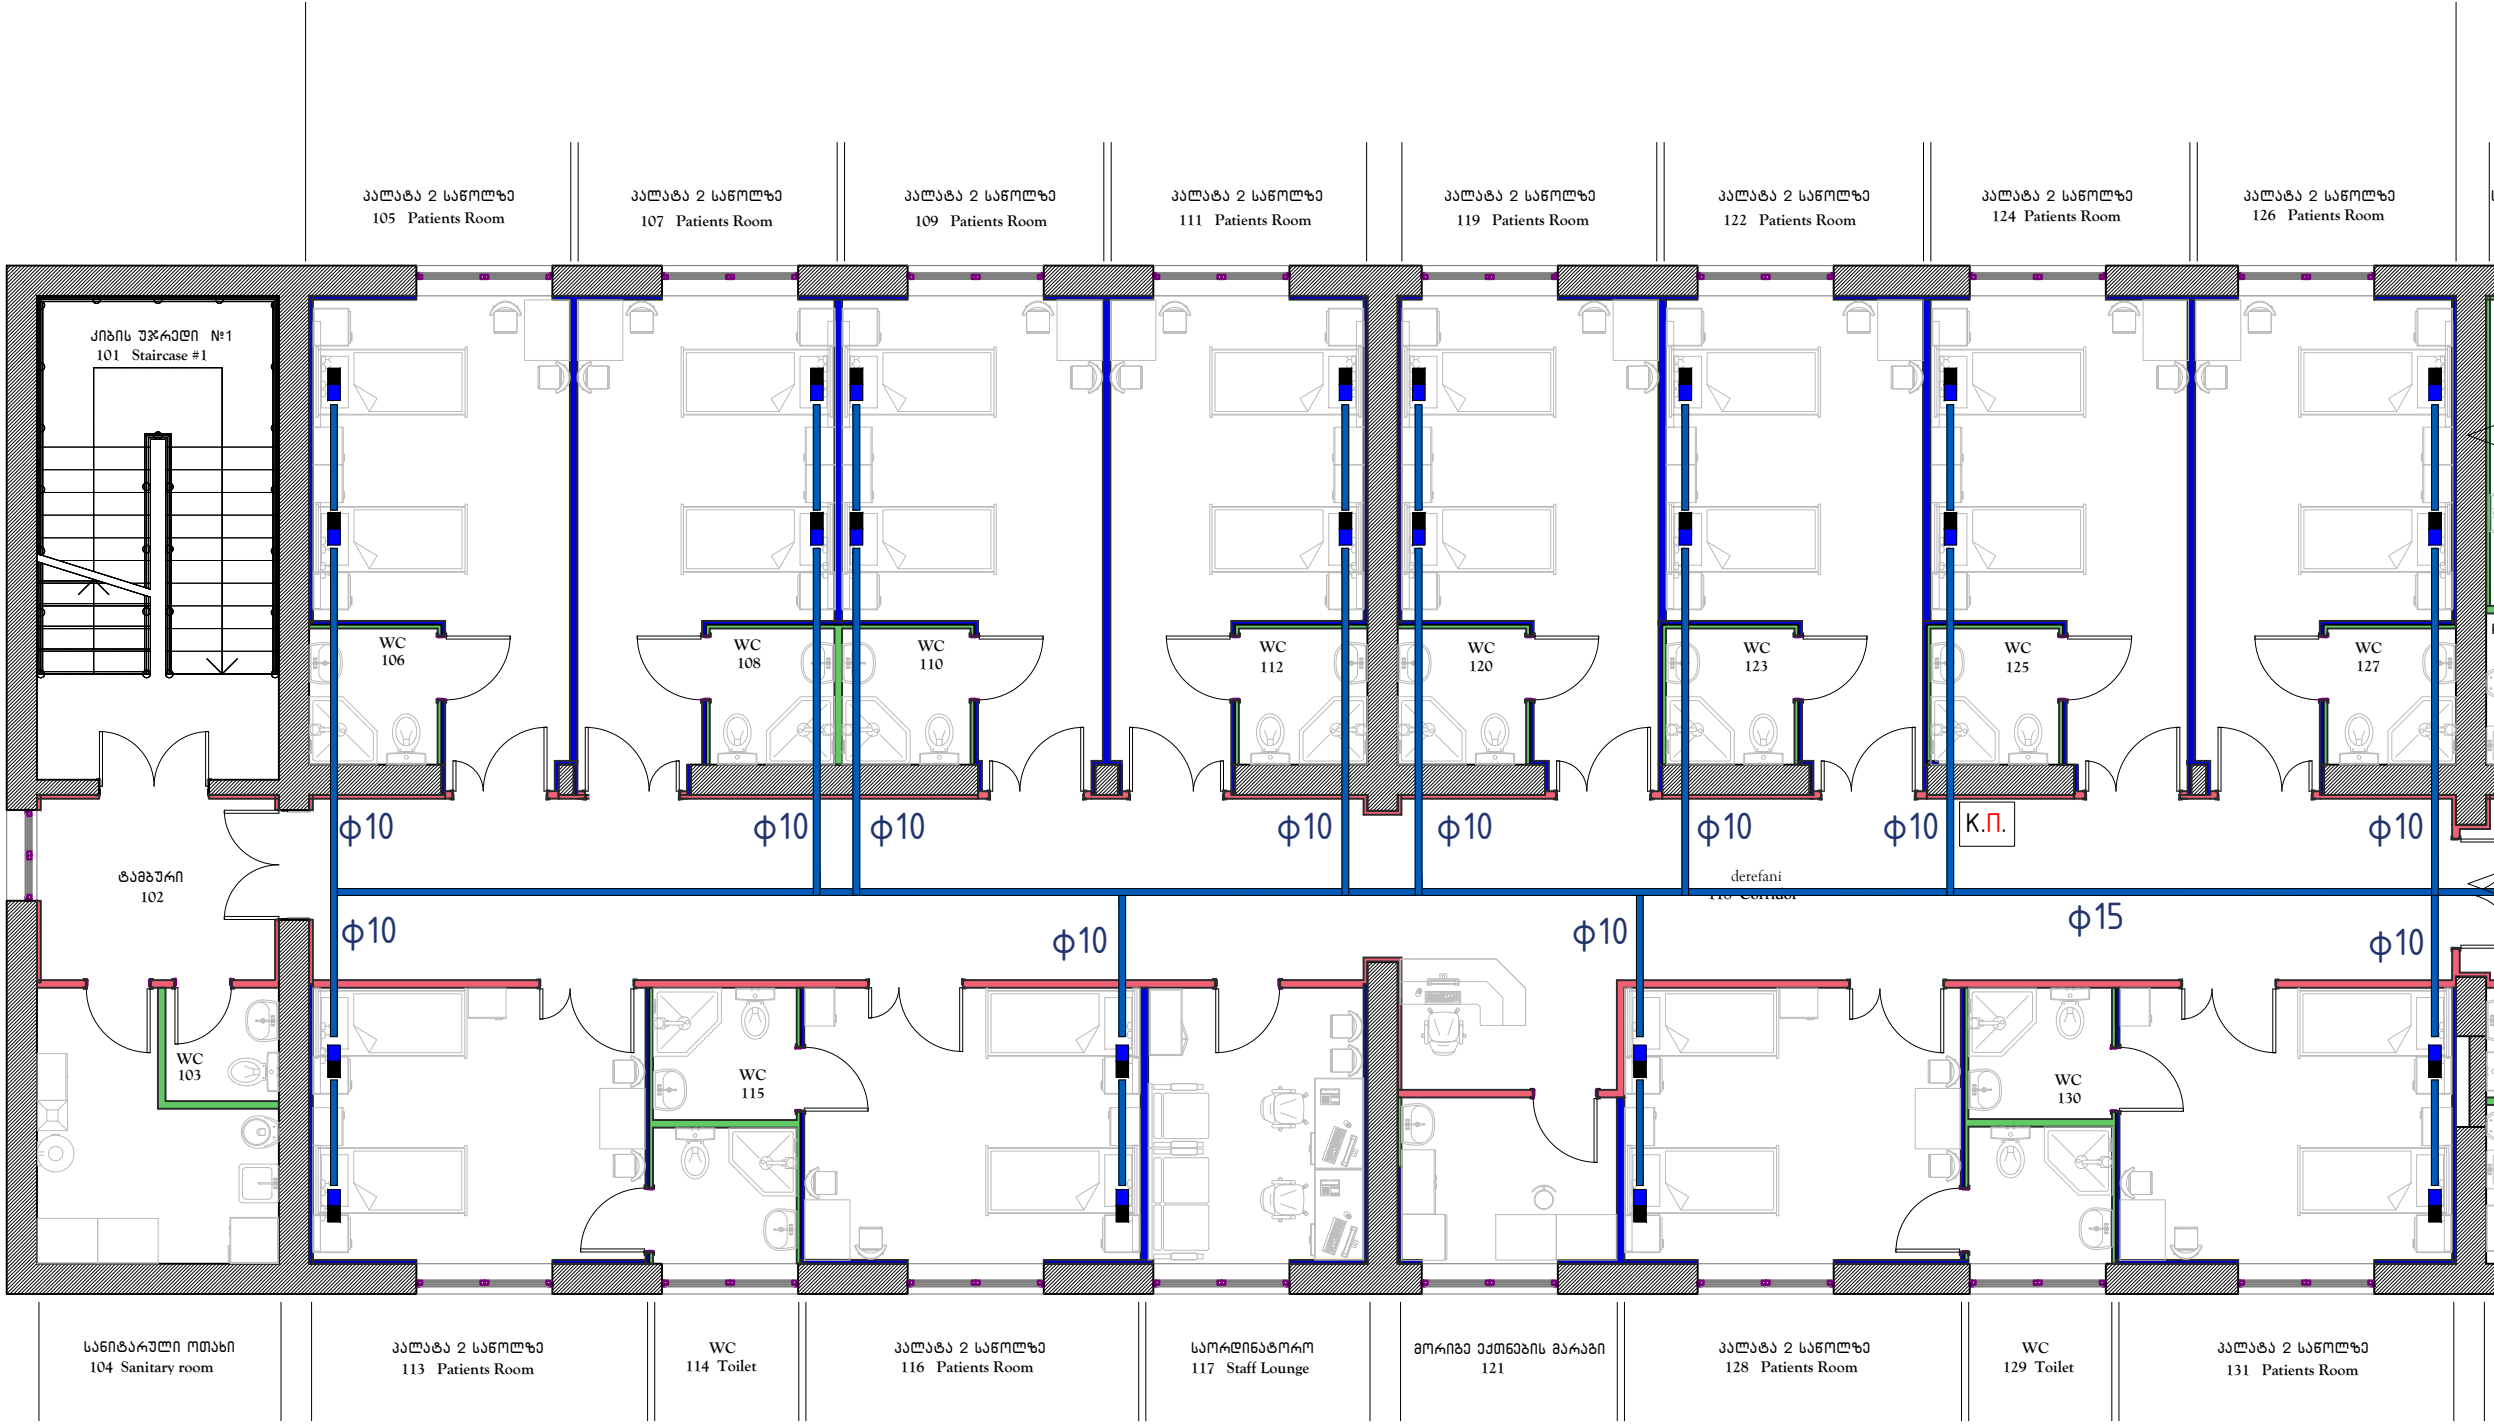 პალატა 2 საწოლზე
105 Patients Room
პალატა 2 საწოლზე
107 Patients Room
პალატა 2 საწოლზე
109 Patients Room
პალატა 2 საწოლზე
111 Patients Room
პალატა 2 საწოლზე
119 Patients Room
პალატა 2 საწოლზე
122 Patients Room
პალატა 2 საწოლზე
124 Patients Room
პალატა 2 საწოლზე
126 Patients Room
კიბის უჯრედი №1
101 Staircase #1
WC
106
WC
108
WC
110
WC
112
WC
120
WC
123
WC
125
WC
127
ф10
ф10
ф10
ф10
ф10
ф10
ф10
К.П.
ф10
ტამბური
102
derefani
118 Corridor
ф10
ф10
ф10
ф15
ф10
WC
103
WC
115
WC
130
სანიტარული ოთახი
104 Sanitary room
პალატა 2 საწოლზე
113 Patients Room
WC
114 Toilet
პალატა 2 საწოლზე
116 Patients Room
საორდინატორო
117 Staff Lounge
მორიგე ექთნების მარაგი
121
პალატა 2 საწოლზე
128 Patients Room
WC
129 Toilet
პალატა 2 საწოლზე
131 Patients Room